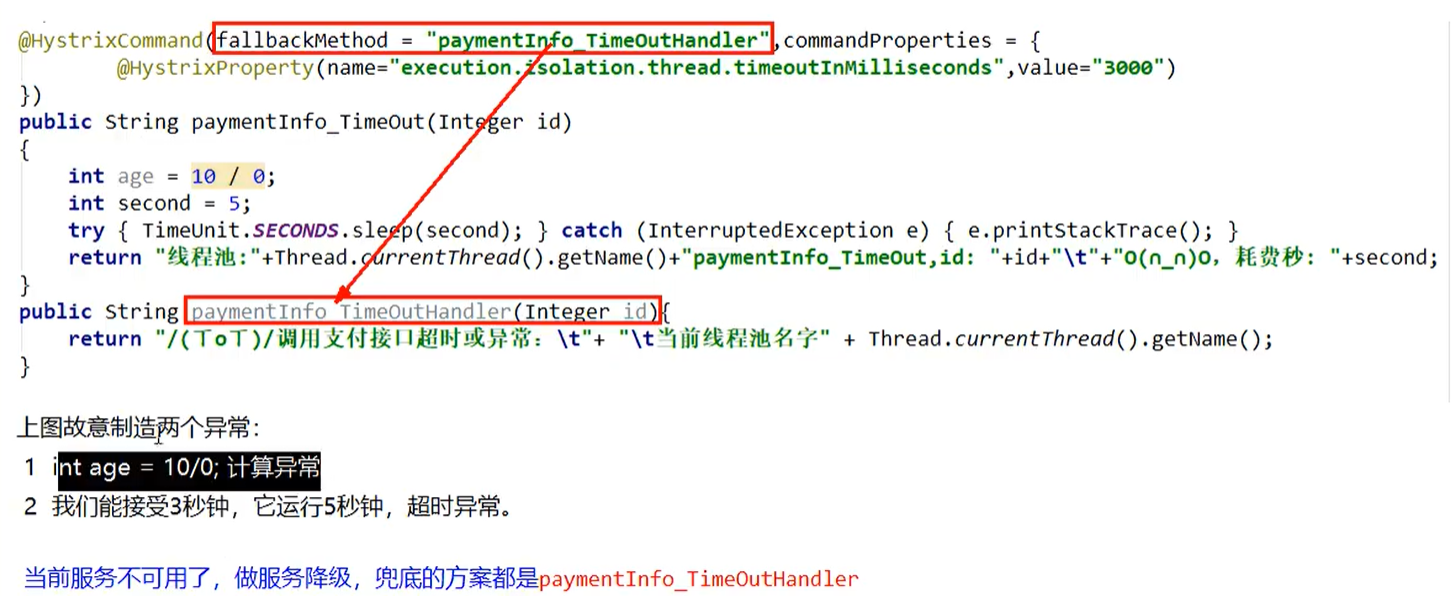 @HystrixCommand(fallbackMethod = "paymentInfo_TimeOutHandler",commandProperties = {
@HystrixProperty(name="execution.isolation.thread.timeoutInMilliseconds",value="3000")
})
public String paymentInfo_TimeOut(Integer id)
{
int age = 10 / 0;
int second = 5;
try { TimeUnit.SECONDS.sleep(second); } catch (InterruptedException e) { e.printStackTrace(); }
return "线程池:"+Thread.currentThread().getName()+"paymentInfo_TimeOut,id: "+id+"\t"+"O(∩_∩)O，耗费秒: "+second;
}
public String paymentInfo_TimeOutHandler(Integer id){
return "/(ㄒoㄒ)/调用支付接口超时或异常：\t"+ "\t当前线程池名字" + Thread.currentThread().getName();
}
上图故意制造两个异常：
1 int age = 10/0; 计算异常
2 我们能接受3秒钟，它运行5秒钟，超时异常。
当前服务不可用了，做服务降级，兜底的方案都是paymentInfo_TimeOutHandler